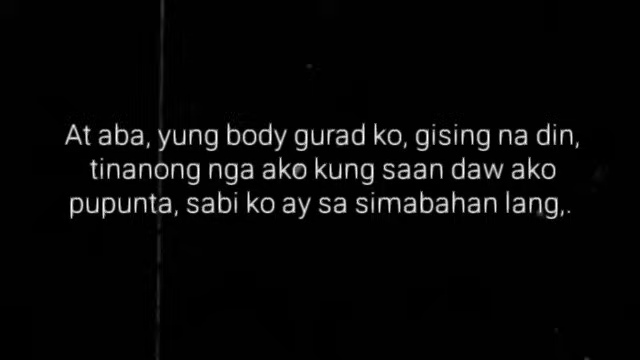 At aba, yung body gurad ko, gising na din,
tinanong nga ako kung saan daw ako
pupunta, sabi ko ay sa simabahan lang,.